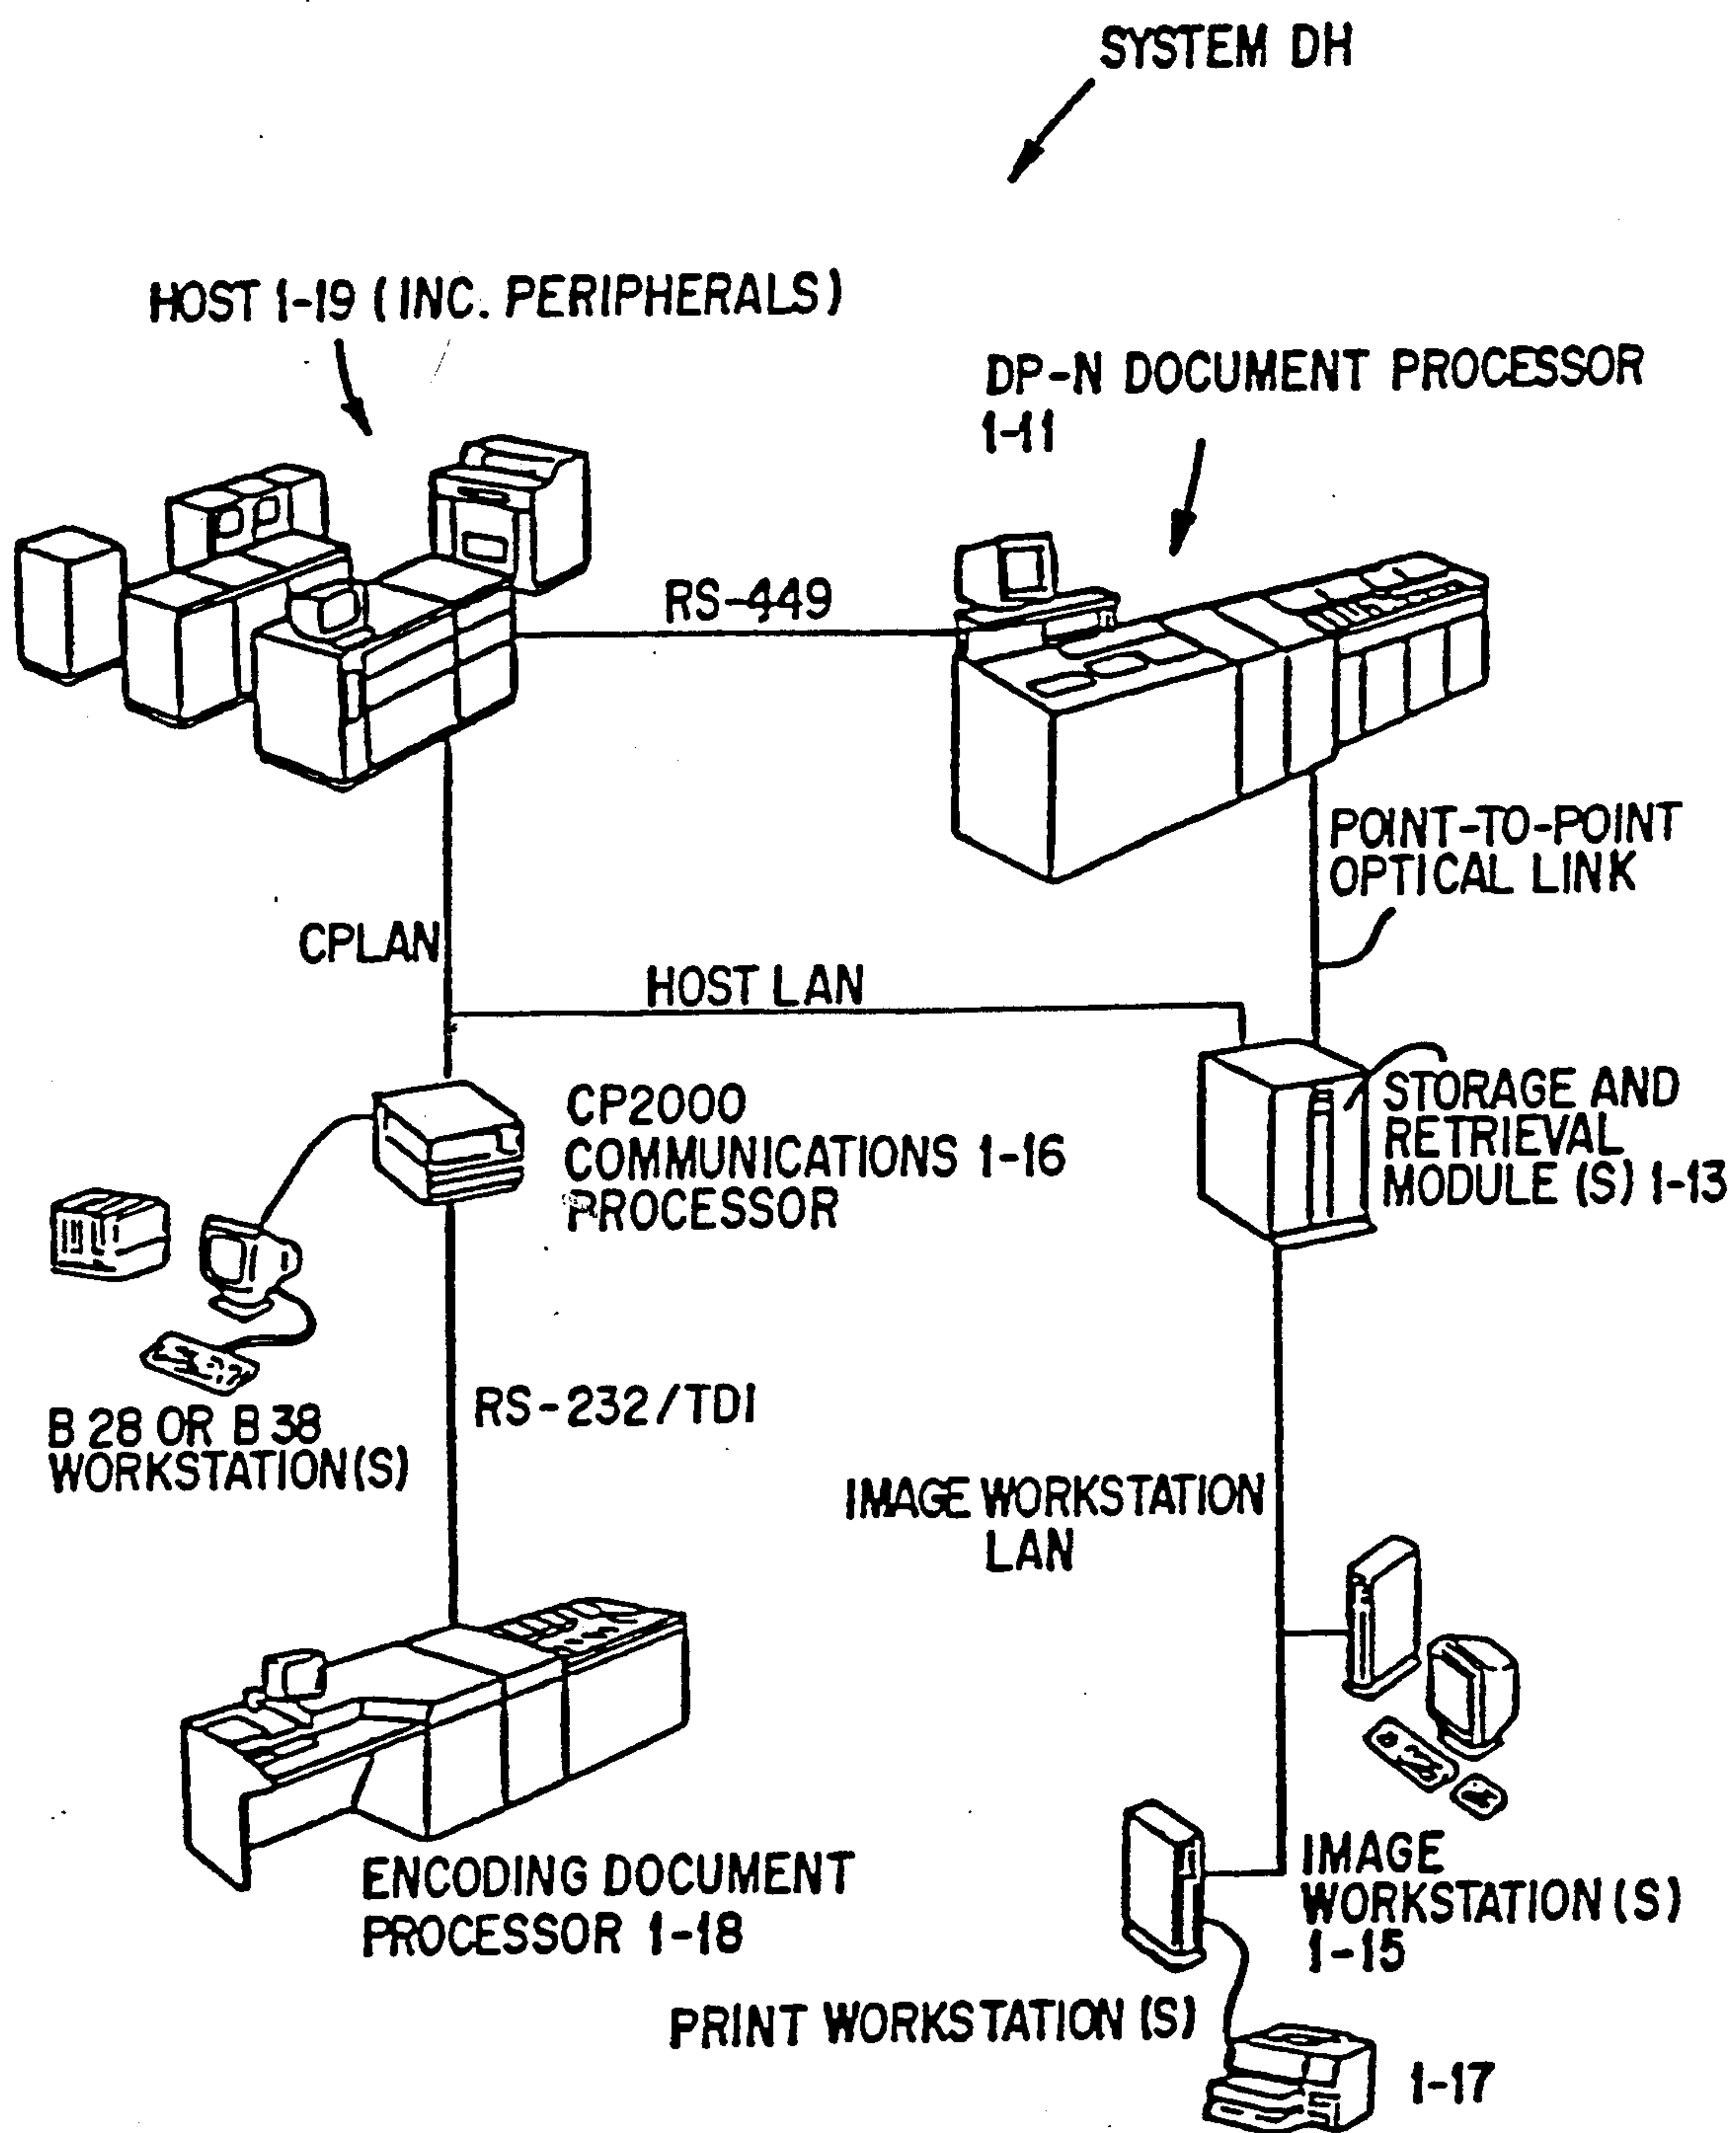 SYSTEM DH
HOST 1-19 (INC. PERIPHERALS)
DP-N DOCUMENT PROCESSOR
1-11
RS-449
POINT-TO-POINT
OPTICAL LINK
CPLAN
HOST LAN
CP2000
COMMUNICATIONS 1-16
PROCESSOR
STORAGE AND
RETRIEVAL
MODULE (S) 1-13
B 28 OR B 38
WORKSTATION(S)
RS-232/TDI
IMAGE WORKSTATION
LAN
ENCODING DOCUMENT
PROCESSOR 1-18
IMAGE
WORKSTATION (S)
1-15
PRINT WORKSTATION (S)
1-17